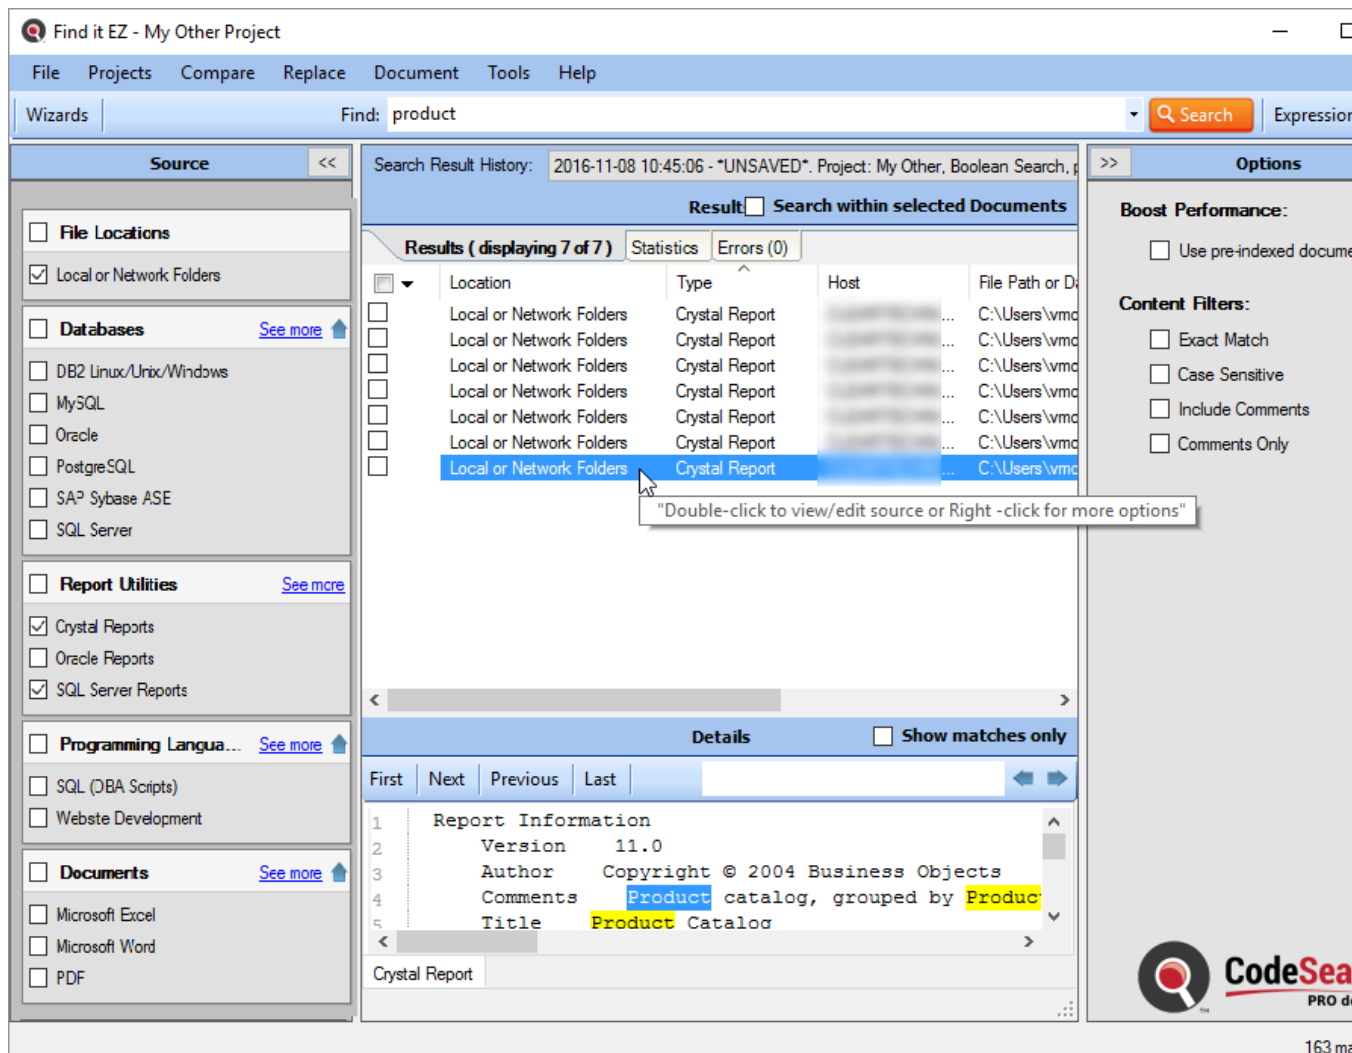 Find it EZ - My Other Project
File Projects Compare Replace Document Tools Help
Wizards Find: product Search Expression
Source <<
File Locations
Local or Network Folders
Databases See more
DB2 Linux/Unix/Windows
MySQL
Oracle
PostgreSQL
SAP Sybase ASE
SQL Server
Report Utilities See more
Crystal Reports
Oracle Reports
SQL Server Reports
Programming Langua... See more
SQL (DBA Scripts)
Website Development
Documents See more
Microsoft Excel
Microsoft Word
PDF
Search Result History: 2016-11-08 10:45:06 - *UNSAVED*. Project: My Other, Boolean Search,
Result Search within selected Documents
Results ( displaying 7 of 7 ) Statistics Errors (0)
Location Type Host File Path or Da
Local or Network Folders Crystal Report ... C:\Users\vmc
Local or Network Folders Crystal Report ... C:\Users\vmc
Local or Network Folders Crystal Report ... C:\Users\vmc
Local or Network Folders Crystal Report ... C:\Users\vmc
Local or Network Folders Crystal Report ... C:\Users\vmc
Local or Network Folders Crystal Report ... C:\Users\vmc
Local or Network Folders Crystal Report ... C:\Users\vmc
"Double-click to view/edit source or Right -click for more options"
Details Show matches only
First Next Previous Last
1 Report Information
2 Version 11.0
3 Author Copyright © 2004 Business Objects
4 Comments Product catalog, grouped by Produc
5 Title Product Catalog
Crystal Report
>> Options
Boost Performance:
Use pre-indexed docume
Content Filters:
Exact Match
Case Sensitive
Include Comments
Comments Only
CodeSea
PRO de
TM
163 ma